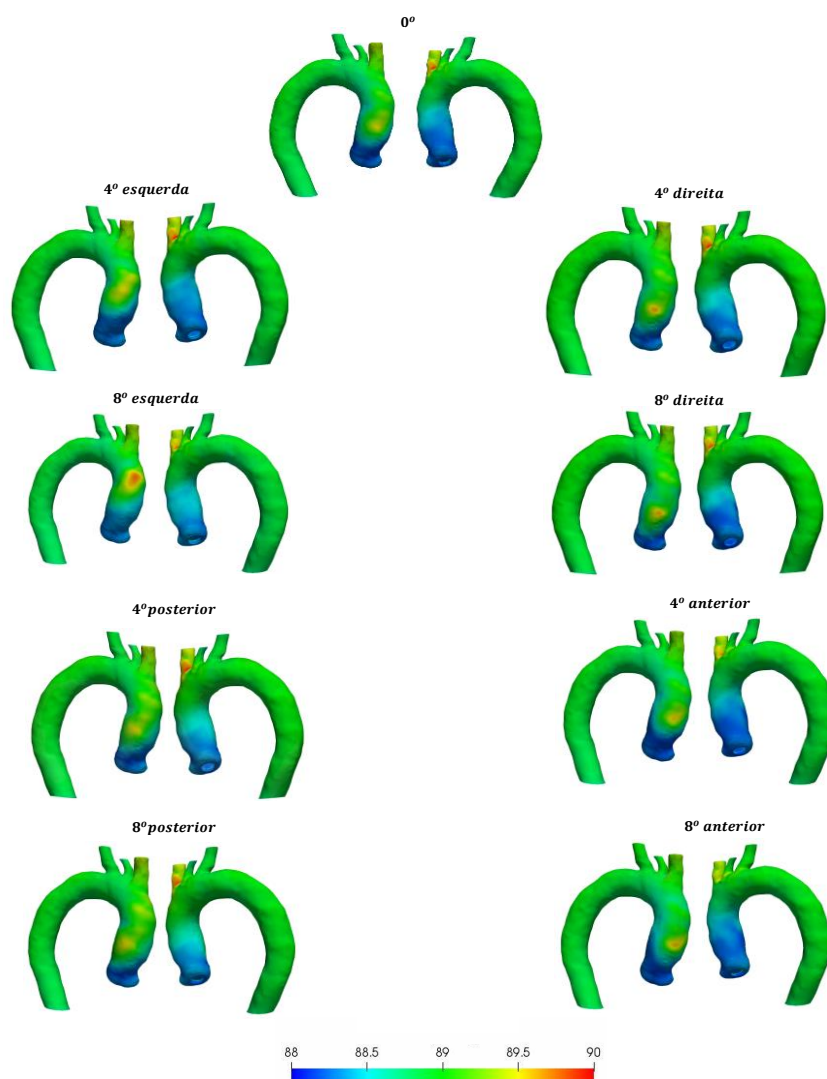 0º
4º esquerda
4º direita
8º esquerda
8º direita
4º posterior
4º anterior
8º posterior
8º anterior
88 88.5 89 89.5 90